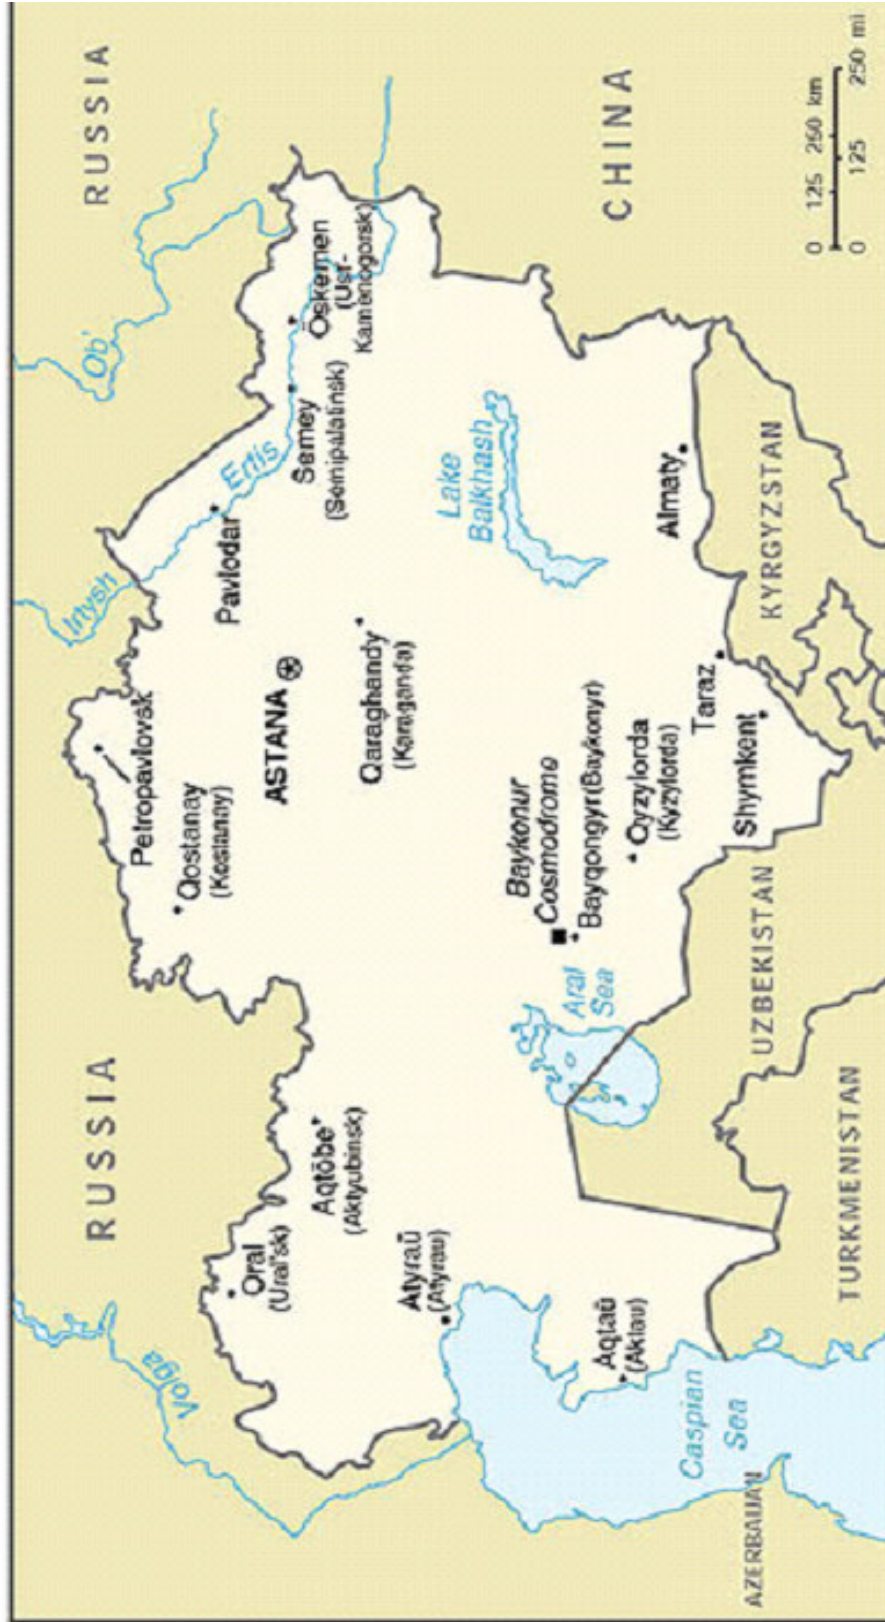 RUSSIA
RUSSIA
Volga
Irtysh
Ob'
Petropavlovsk
Qostanay
(Kostanay)
Pavlodar
Ertis
Oral
(Ural'sk)
ASTANA
Semey
(Semipalatinsk)
Öskemen
(Ust-
Kamenogorsk)
Aqtöbe
(Aktyubinsk)
Qaraghandy
(Karaganda)
Atyraū
(Atyrau)
Lake
Balkhash
CHINA
Baykonur
Cosmodrome
Bayqongyr(Baykonyr)
Aral
Sea
Qyzylorda
(Kyzylorda)
Aqtaū
(Aktau)
Almaty
Taraz
Shymkent
Caspian
Sea
KYRGYZSTAN
UZBEKISTAN
AZERBAIJAN
TURKMENISTAN
0 125 250 km
0 125 250 mi